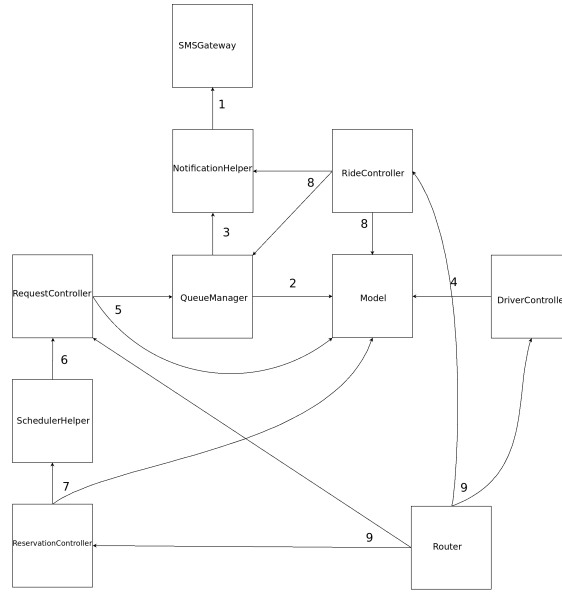 SMSGateway
1
NotificationHelper
RideController
8
3
8
RequestController
QueueManager
2
Model
4
DriverControlle
5
6
SchedulerHelper
7
9
ReservationController
9
Router